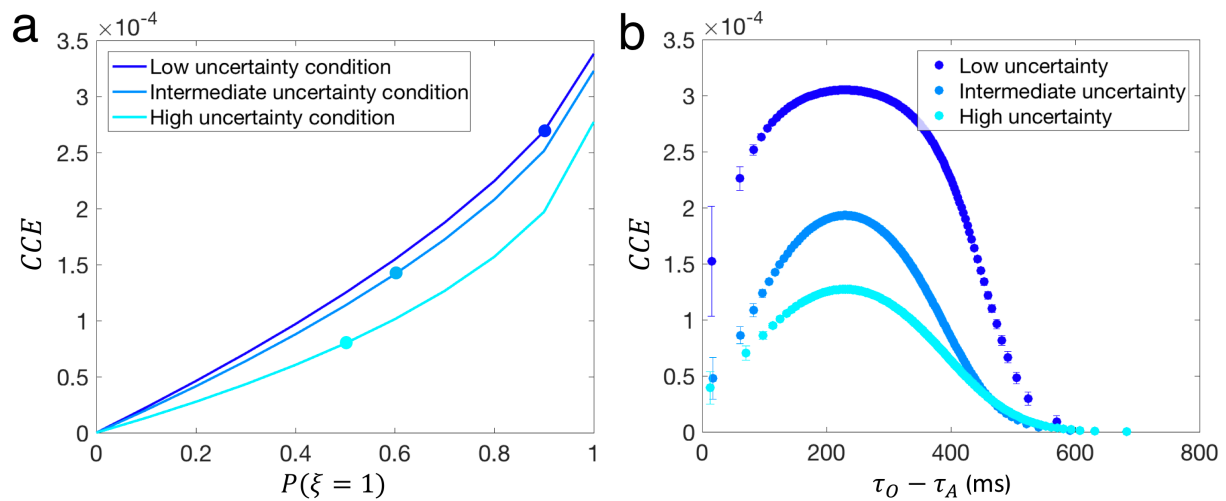 a
×10⁻⁴
3.5
3
2.5
2
1.5
1
0.5
0
CCE
Low uncertainty condition
Intermediate uncertainty condition
High uncertainty condition
0 0.2 0.4 0.6 0.8 1
P(ξ = 1)
b
×10⁻⁴
3.5
3
2.5
2
1.5
1
0.5
0
CCE
Low uncertainty
Intermediate uncertainty
High uncertainty
0 200 400 600 800
τ_O − τ_A (ms)